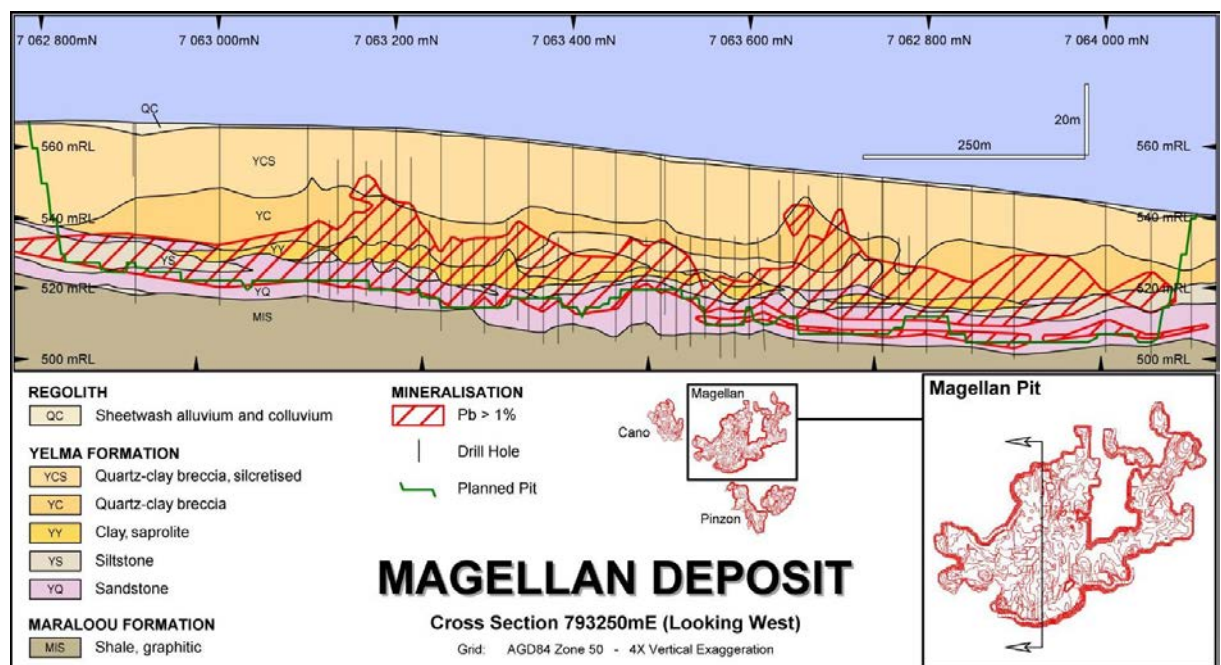 7 062 800mN 7 063 000mN 7 063 200 mN 7 063 400 mN 7 063 600 mN 7 062 800 mN 7 064 000 mN
QC
20m
560 mRL
560 mRL
250m
YCS
540 mRL
YC
540 mRL
YY
YS
520 mRL
YQ
520 mRL
MIS
500 mRL
500 mRL
REGOLITH
QC Sheetwash alluvium and colluvium
YELMA FORMATION
YCS Quartz-clay breccia, silcretised
YC Quartz-clay breccia
YY Clay, saprolite
YS Siltstone
YQ Sandstone
MARALOOU FORMATION
MIS Shale, graphitic
MINERALISATION
Pb > 1%
Drill Hole
Planned Pit
Magellan
Cano
Pinzon
Magellan Pit
MAGELLAN DEPOSIT
Cross Section 793250mE (Looking West)
Grid: AGD84 Zone 50 - 4X Vertical Exaggeration